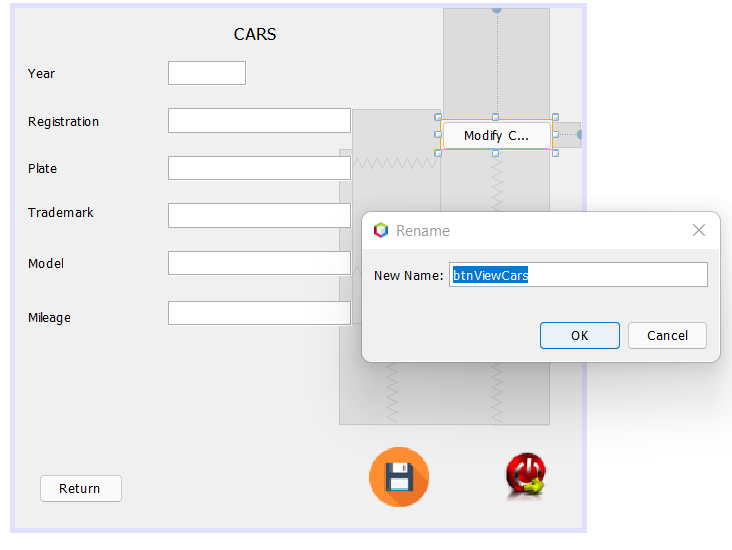 CARS
Year
Registration
Modify C...
Plate
Trademark
Rename
Model
New Name: btnViewCars
Mileage
OK
Cancel
Return